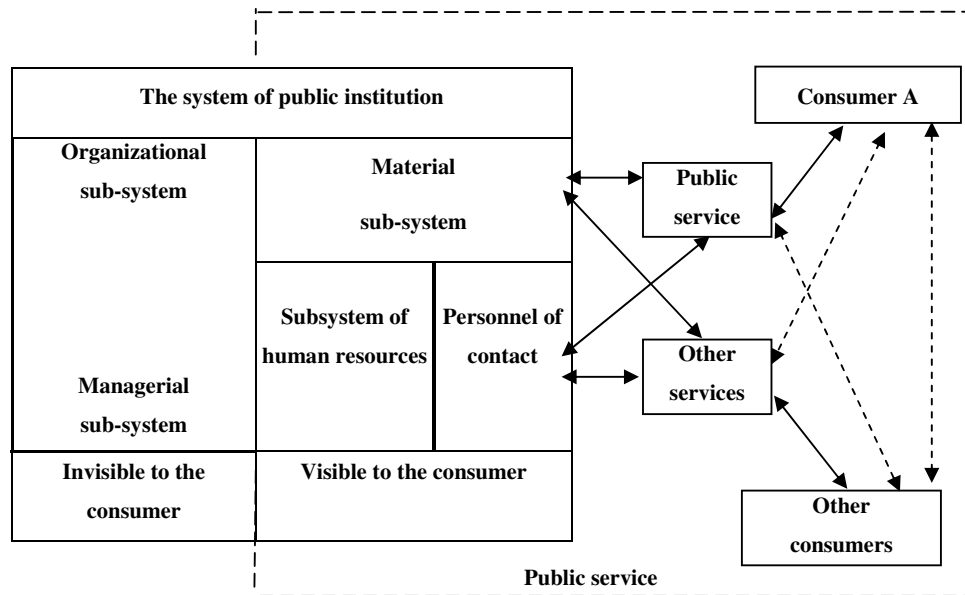 The system of public institution
Organizational
sub-system
Managerial
sub-system
Material
sub-system
Subsystem of
human resources
Personnel of
contact
Invisible to the
consumer
Visible to the consumer
Public
service
Other
services
Consumer A
Other
consumers
Public service